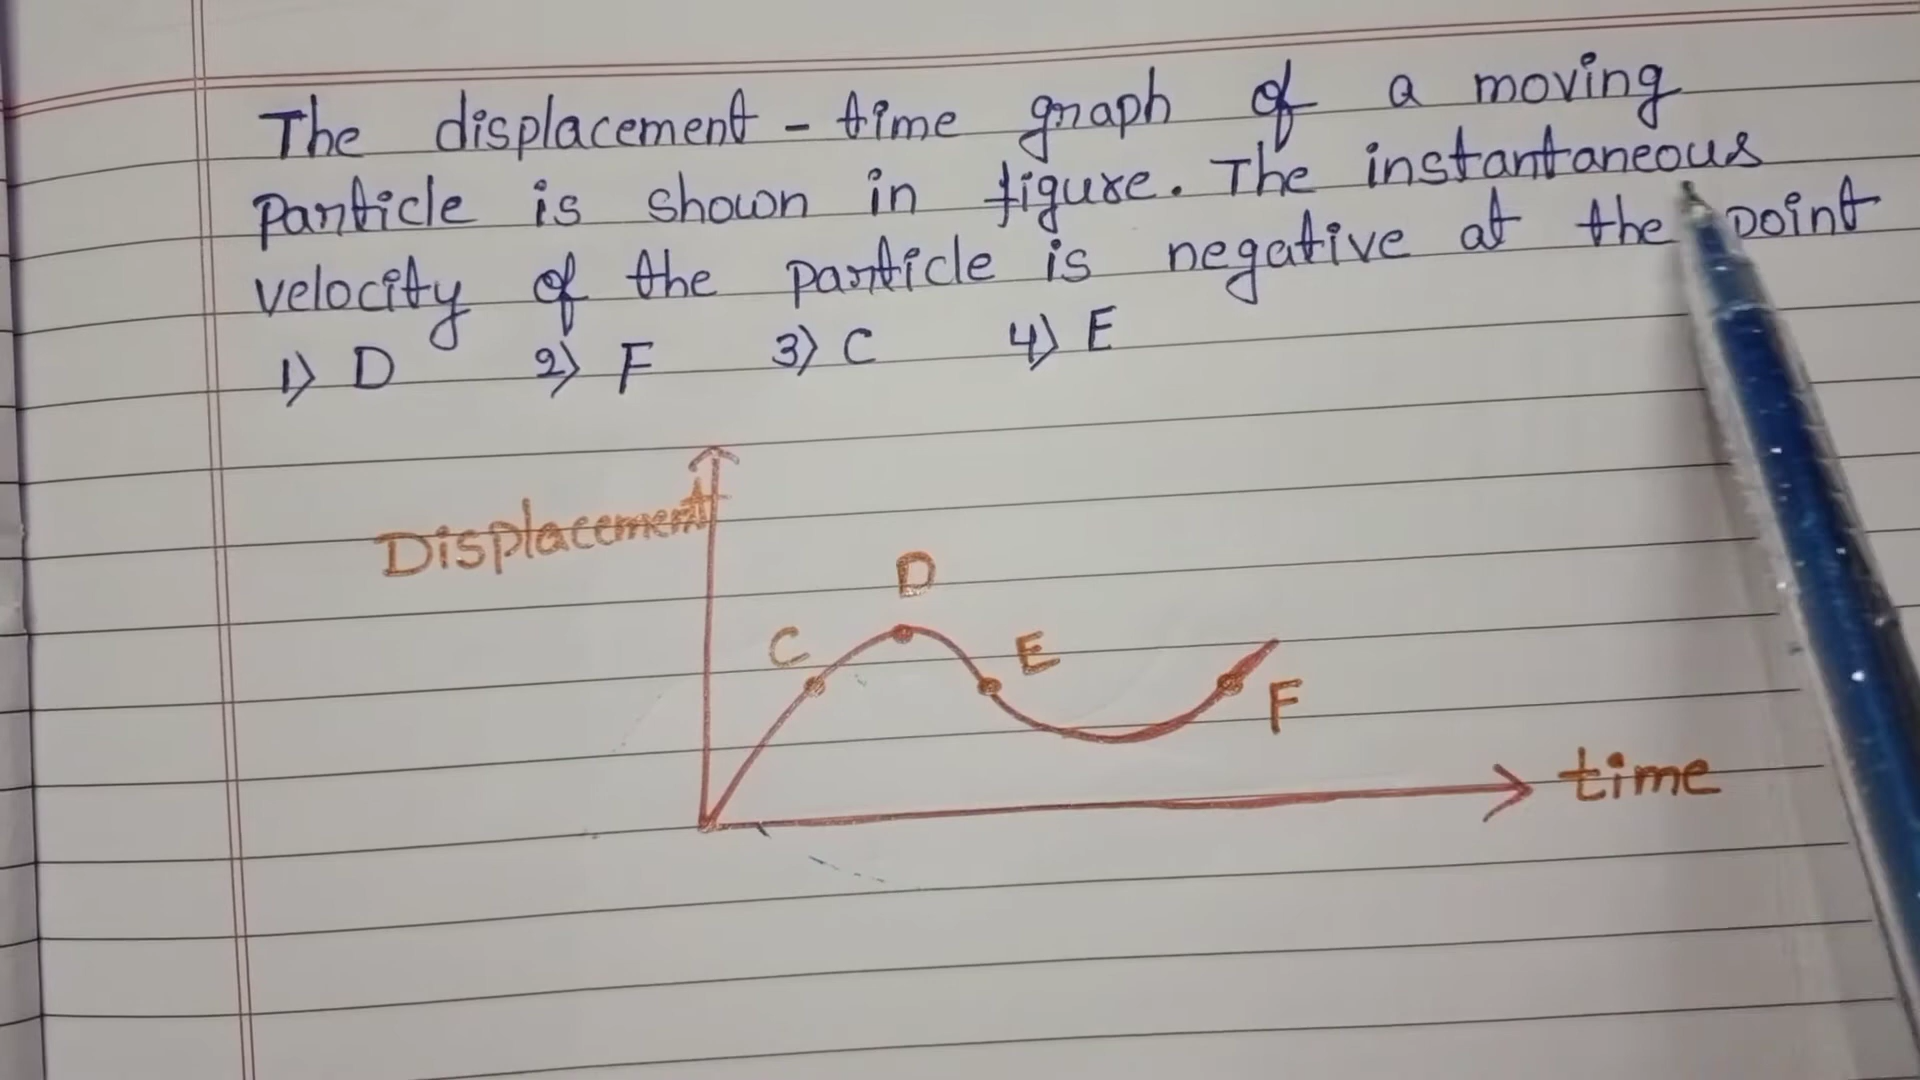 The displacement - time graph of a moving
particle is shown in figure. The instantaneous
velocity of the particle is negative at the point
1) D 2) F 3) C 4) E
Displacement
D
C
E
F
time